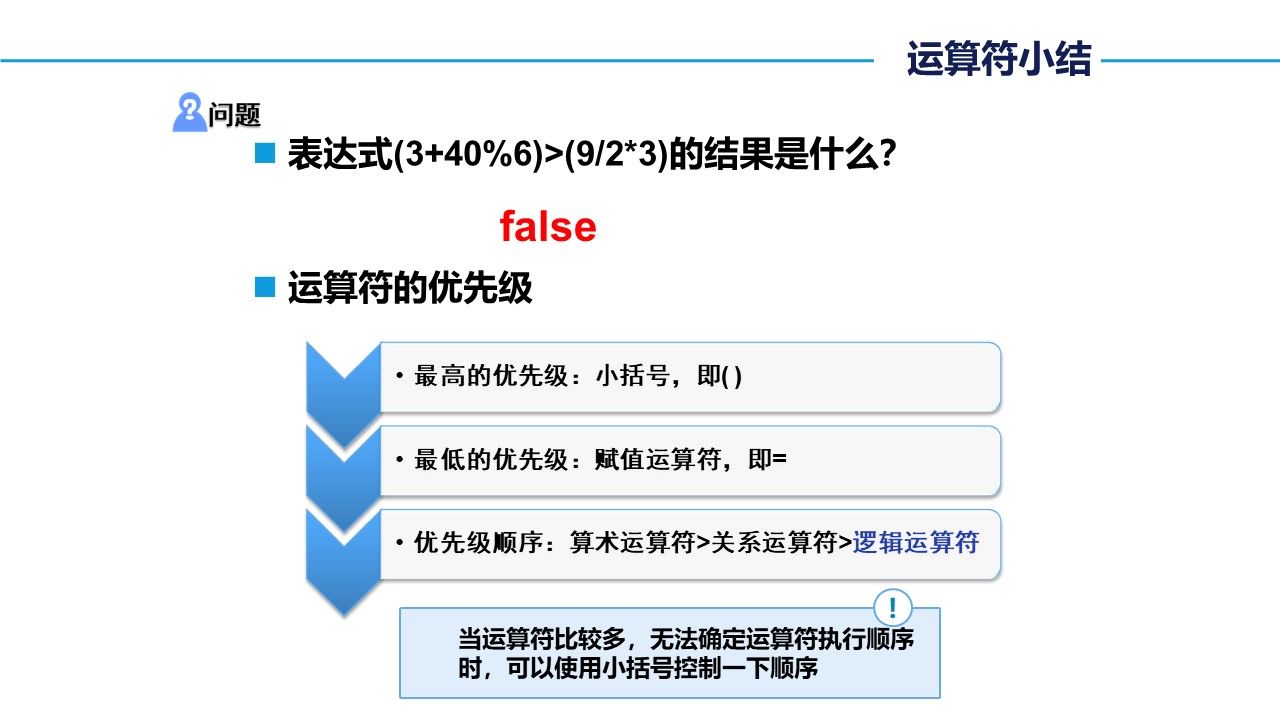 运算符小结
?
问题
表达式(3+40%6)>(9/2*3)的结果是什么?
false
运算符的优先级
• 最高的优先级：小括号，即( )
• 最低的优先级：赋值运算符，即=
• 优先级顺序：算术运算符>关系运算符>逻辑运算符
!
当运算符比较多，无法确定运算符执行顺序
时，可以使用小括号控制一下顺序